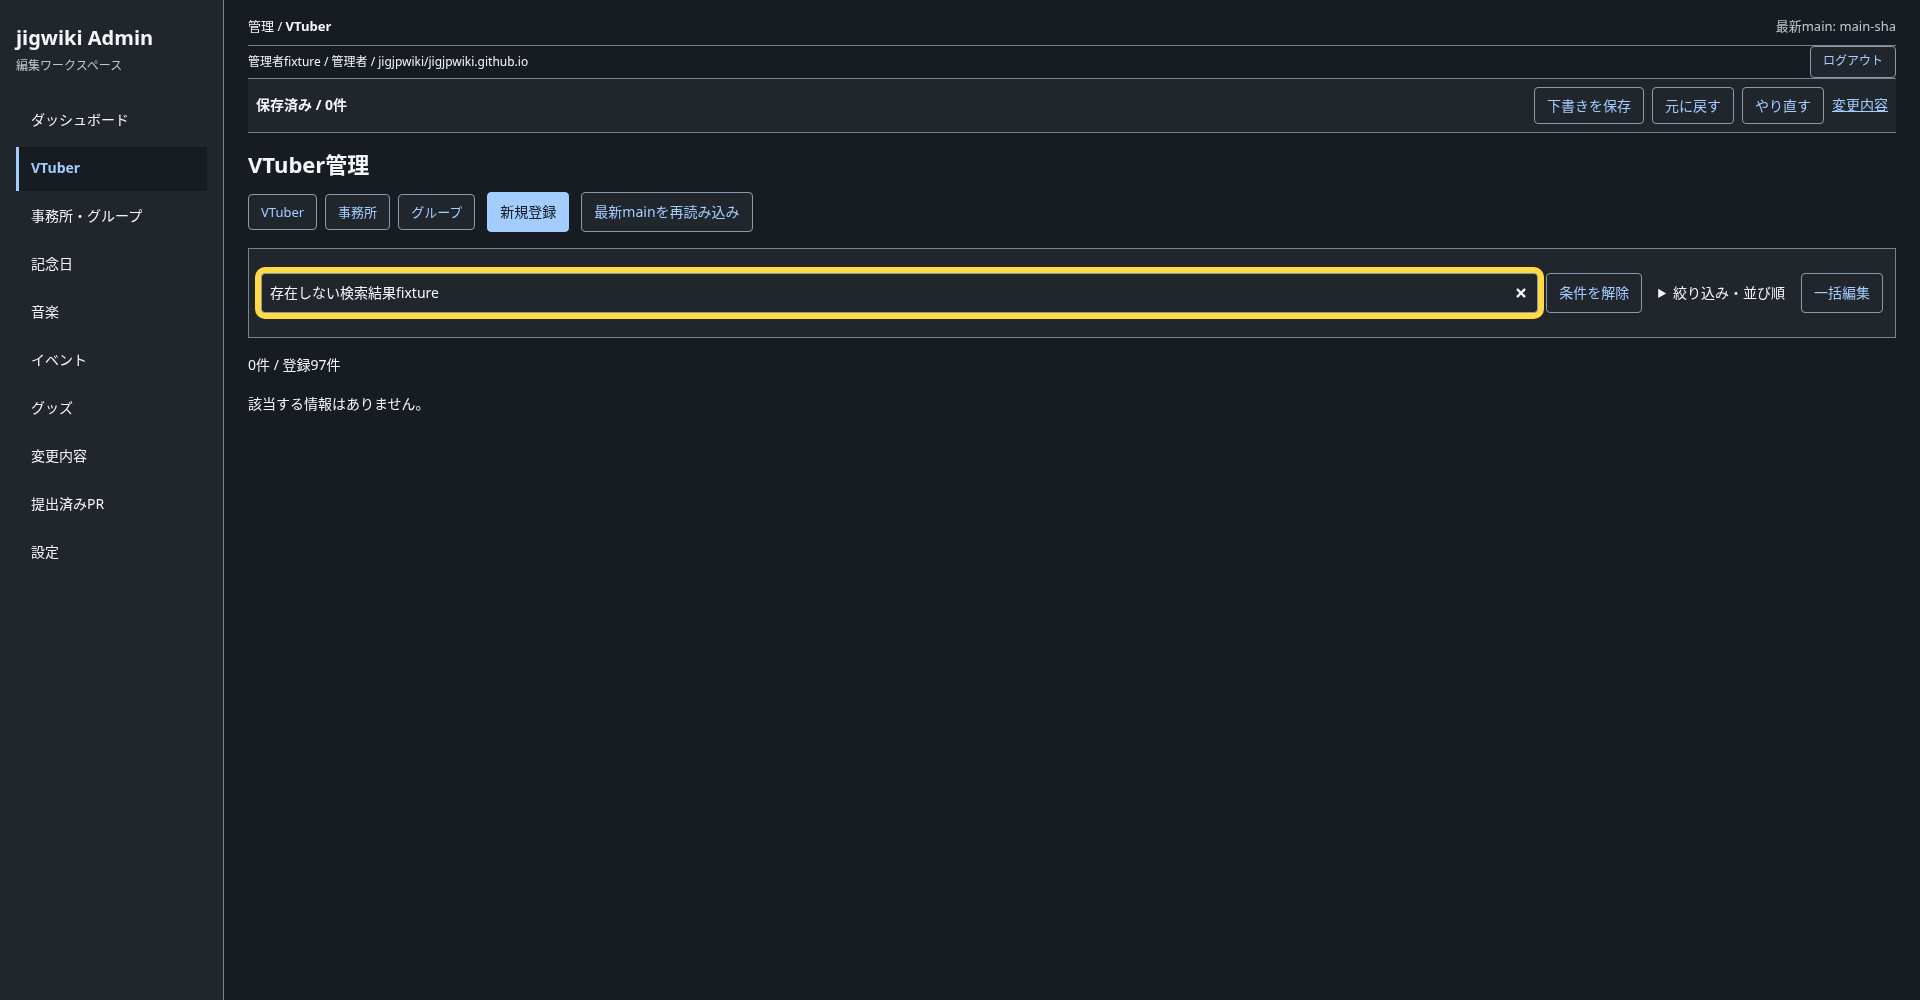 jigwiki Admin
編集ワークスペース
ダッシュボード
VTuber
事務所・グループ
記念日
音楽
イベント
グッズ
変更内容
提出済みPR
設定
管理 / VTuber
最新main: main-sha
管理者fixture / 管理者 / jigjpwiki/jigjpwiki.github.io
ログアウト
保存済み / 0件
下書きを保存
元に戻す
やり直す
変更内容
VTuber管理
VTuber
事務所
グループ
新規登録
最新mainを再読み込み
存在しない検索結果fixture
条件を解除
絞り込み・並び順
一括編集
0件 / 登録97件
該当する情報はありません。